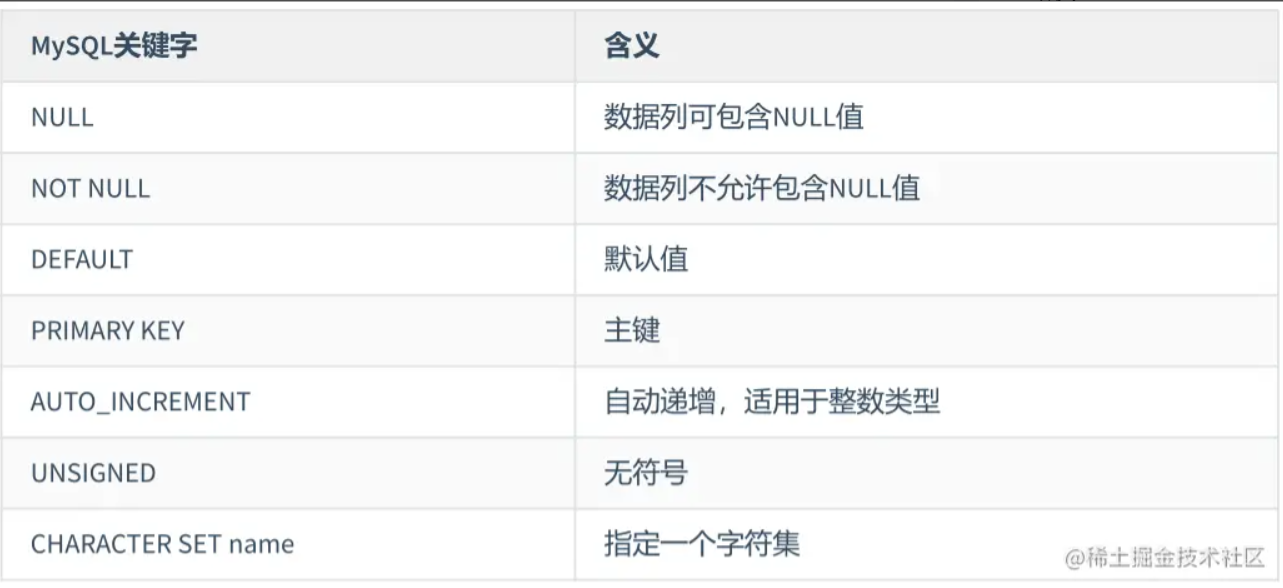 MySQL关键字 含义
NULL 数据列可包含NULL值
NOT NULL 数据列不允许包含NULL值
DEFAULT 默认值
PRIMARY KEY 主键
AUTO_INCREMENT 自动递增，适用于整数类型
UNSIGNED 无符号
CHARACTER SET name 指定一个字符集
@稀土掘金技术社区